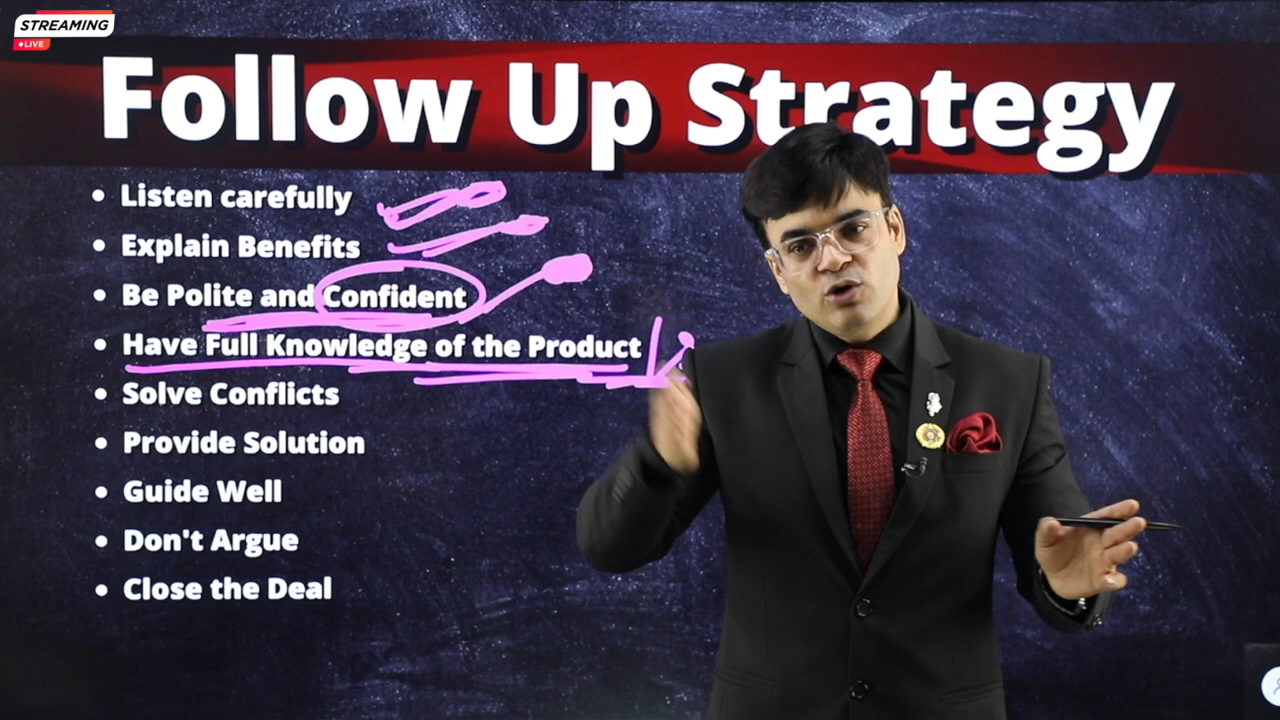 STREAMING
LIVE
Follow Up Strategy
• Listen carefully
• Explain Benefits
• Be Polite and Confident
• Have Full Knowledge of the Product
• Solve Conflicts
• Provide Solution
• Guide Well
• Don't Argue
• Close the Deal